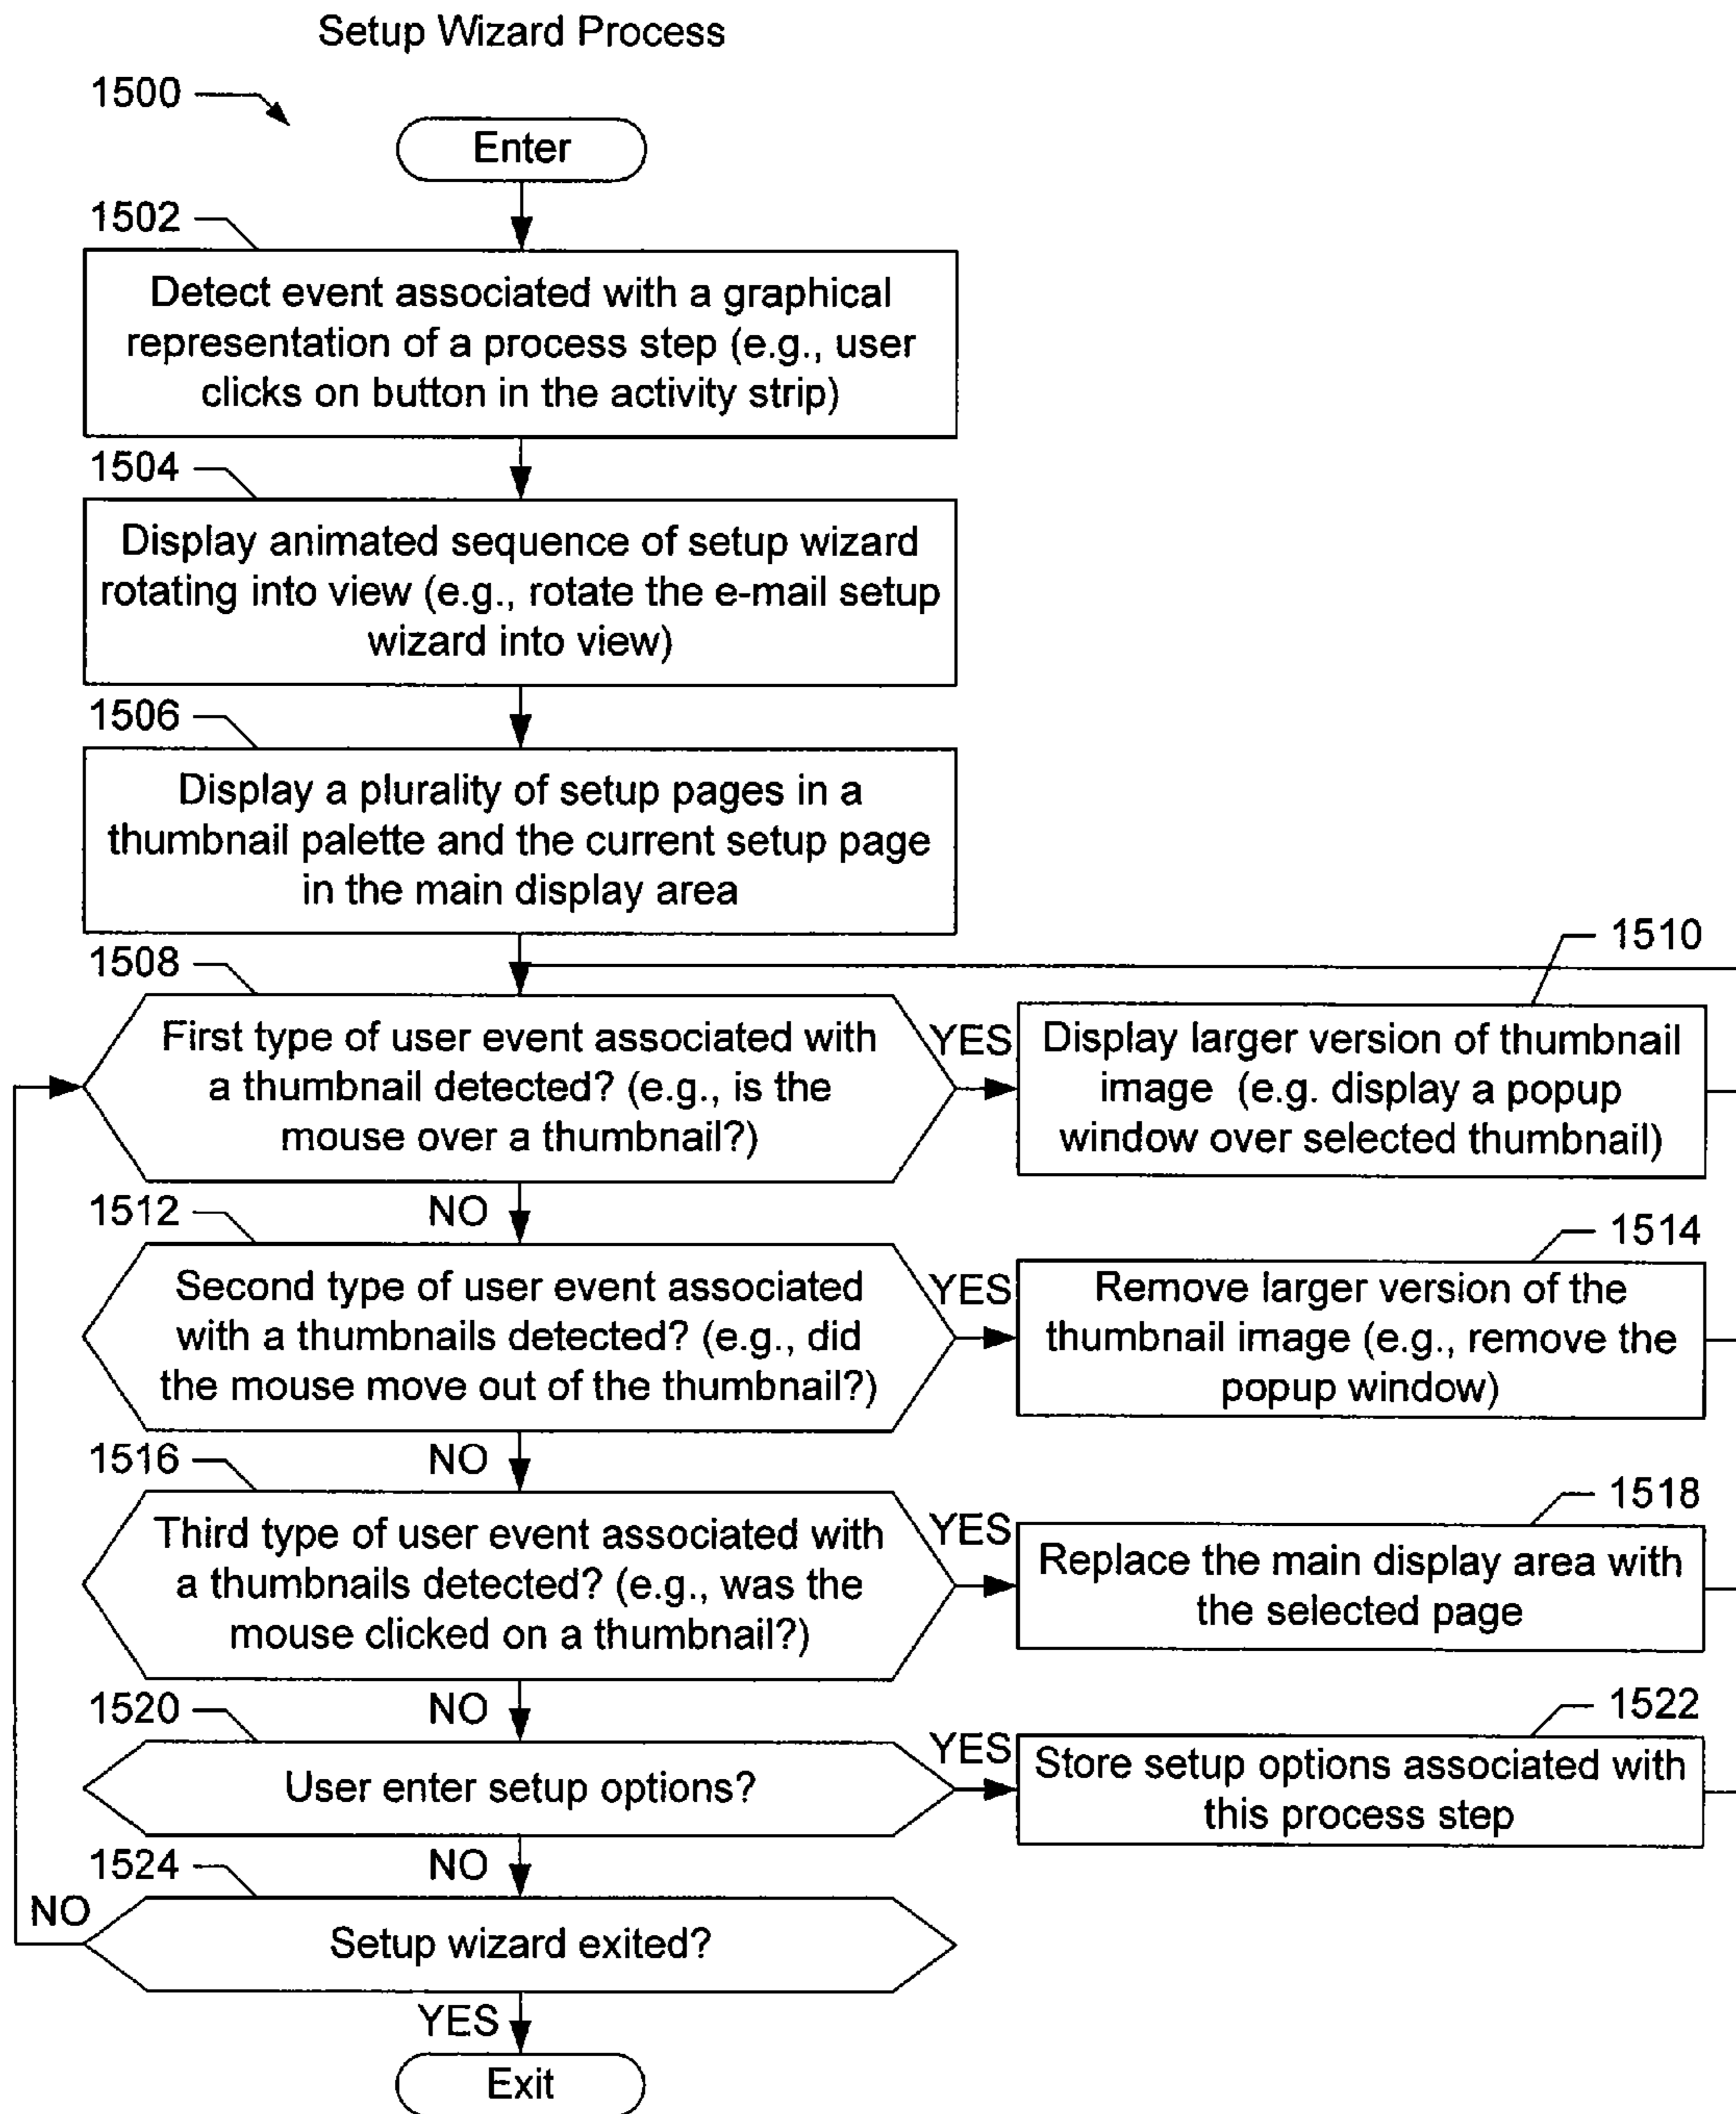 Setup Wizard Process
1500
Enter
1502
Detect event associated with a graphical
representation of a process step (e.g., user
clicks on button in the activity strip)
1504
Display animated sequence of setup wizard
rotating into view (e.g., rotate the e-mail setup
wizard into view)
1506
Display a plurality of setup pages in a
thumbnail palette and the current setup page
in the main display area
1508
First type of user event associated with
a thumbnail detected? (e.g., is the
mouse over a thumbnail?)
YES
1510
Display larger version of thumbnail
image (e.g. display a popup
window over selected thumbnail)
NO
1512
Second type of user event associated
with a thumbnails detected? (e.g., did
the mouse move out of the thumbnail?)
YES
1514
Remove larger version of the
thumbnail image (e.g., remove the
popup window)
NO
1516
Third type of user event associated with
a thumbnails detected? (e.g., was the
mouse clicked on a thumbnail?)
YES
1518
Replace the main display area with
the selected page
NO
1520
User enter setup options?
YES
1522
Store setup options associated with
this process step
NO
1524
Setup wizard exited?
NO
YES
Exit